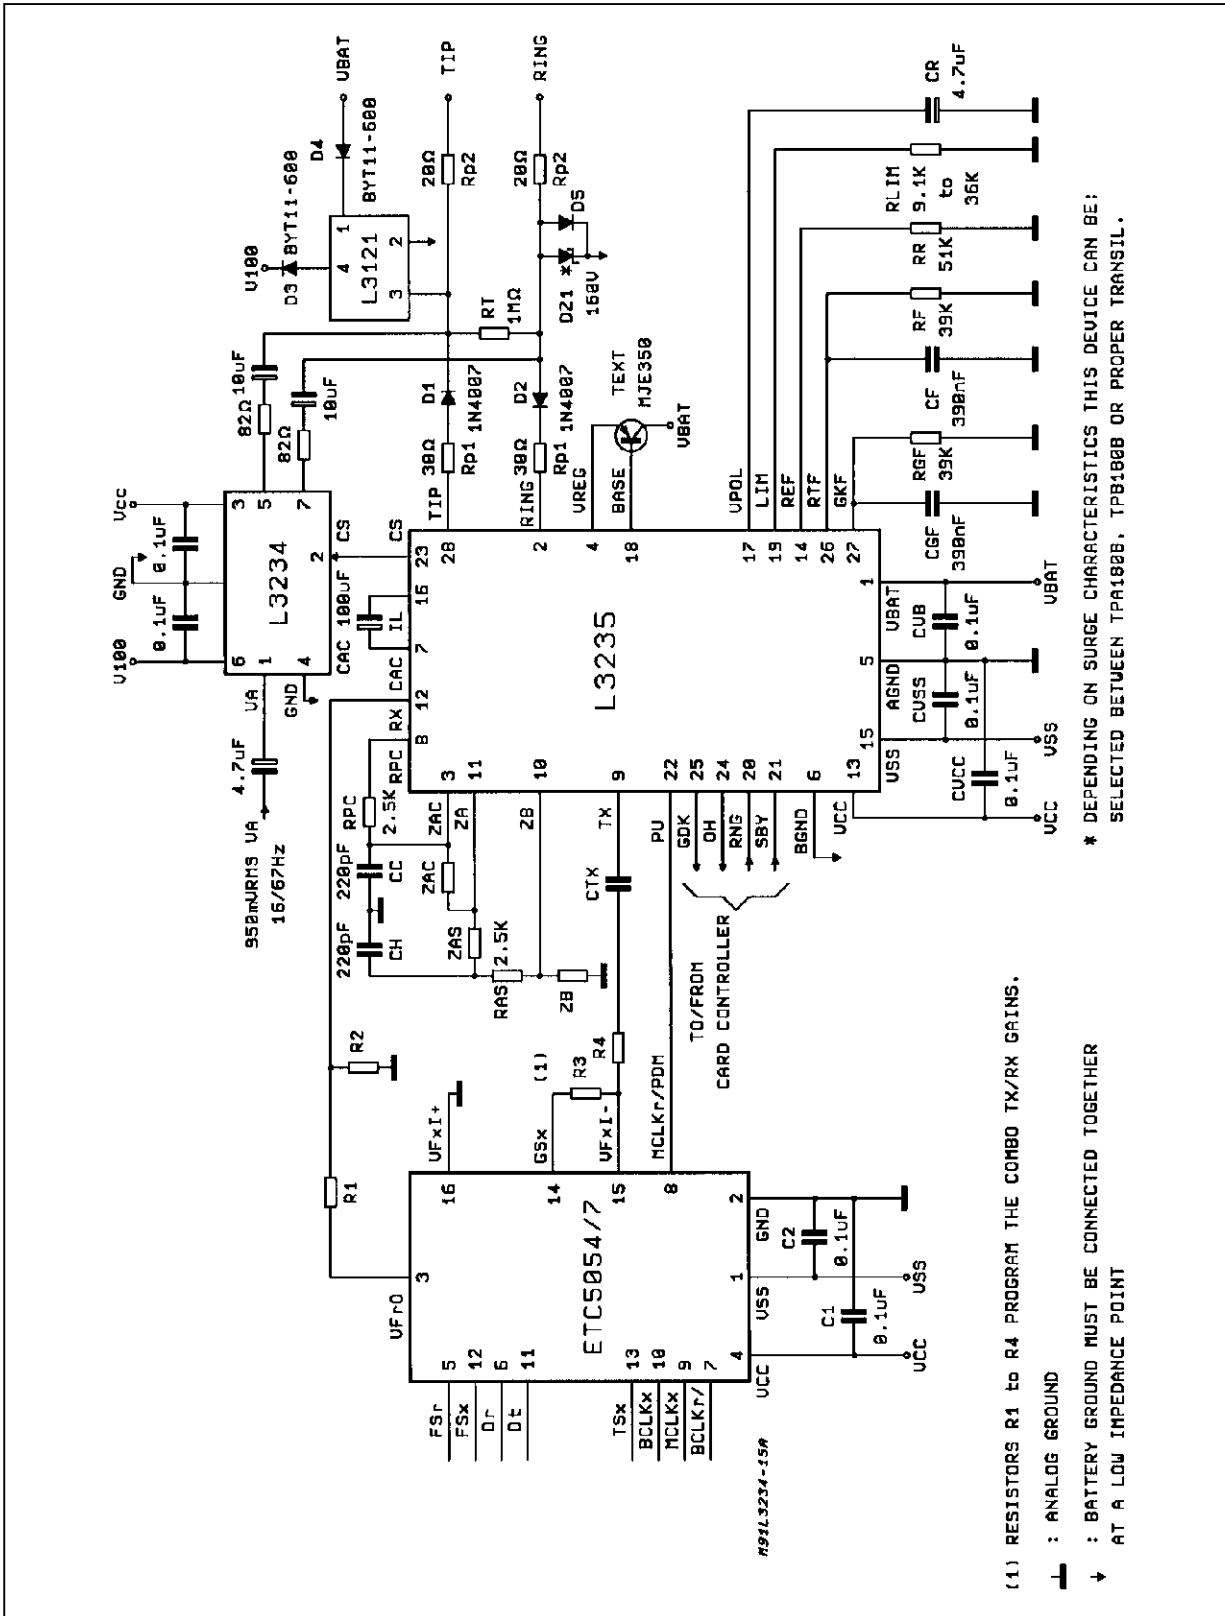 FSr
FSx
Dr
Dt
TSx
BCLKx
MCLKx
BCLKr/
5
12
6
11
13
10
9
7
ETC5054/7
VFrO
3
16
VFxI+
14
GSx
15
VFxI-
8
MCLKr/PDM
2
GND
1
VSS
4
VCC
C1
0.1uF
C2
0.1uF
VCC
VSS
R1
R2
(1)
R3
R4
CTX
TO/FROM
CARD CONTROLLER
950mVRMS VA
16/67Hz
4.7uF
220pF
CH
220pF
CC
RPC
2.5K
ZAC
ZAS
RAS
2.5K
ZB
RPC
RX
CAC
IL
CAC
100uF
CS
CS
8
12
7
16
23
ZAC
ZA
ZB
TX
PU
GDK
OH
RNG
SBY
BGND
VCC
3
11
10
9
22
25
24
20
21
6
13
L3235
15
VSS
5
AGND
1
VBAT
CVCC
0.1uF
CVSS
0.1uF
CVB
0.1uF
VCC
VSS
VBAT
V100
GND
Vcc
0.1uF
0.1uF
L3234
6
1
4
3
5
7
2
VA
GND
82Ω
10uF
82Ω
10uF
TIP
28
RING
2
VREG
4
BASE
18
VPOL
17
LIM
19
REF
14
RTF
26
GKF
27
30Ω
Rp1
D1
1N4007
30Ω
Rp1
D2
1N4007
RT
1MΩ
TEXT
MJE350
VBAT
V100
D3
BYT11-600
L3121
4
1
3
2
D4
BYT11-600
VBAT
20Ω
Rp2
TIP
20Ω
Rp2
RING
D5
DZ1 *
160V
CGF
390nF
RGF
39K
CF
390nF
RF
39K
RR
51K
RLIM
9.1K
to
36K
CR
4.7uF
* DEPENDING ON SURGE CHARACTERISTICS THIS DEVICE CAN BE:
SELECTED BETWEEN TPA180B, TPB180B OR PROPER TRANSIL.
M91L3234-15A
(1) RESISTORS R1 to R4 PROGRAM THE COMBO TX/RX GAINS.
: ANALOG GROUND
: BATTERY GROUND MUST BE CONNECTED TOGETHER
AT A LOW IMPEDANCE POINT